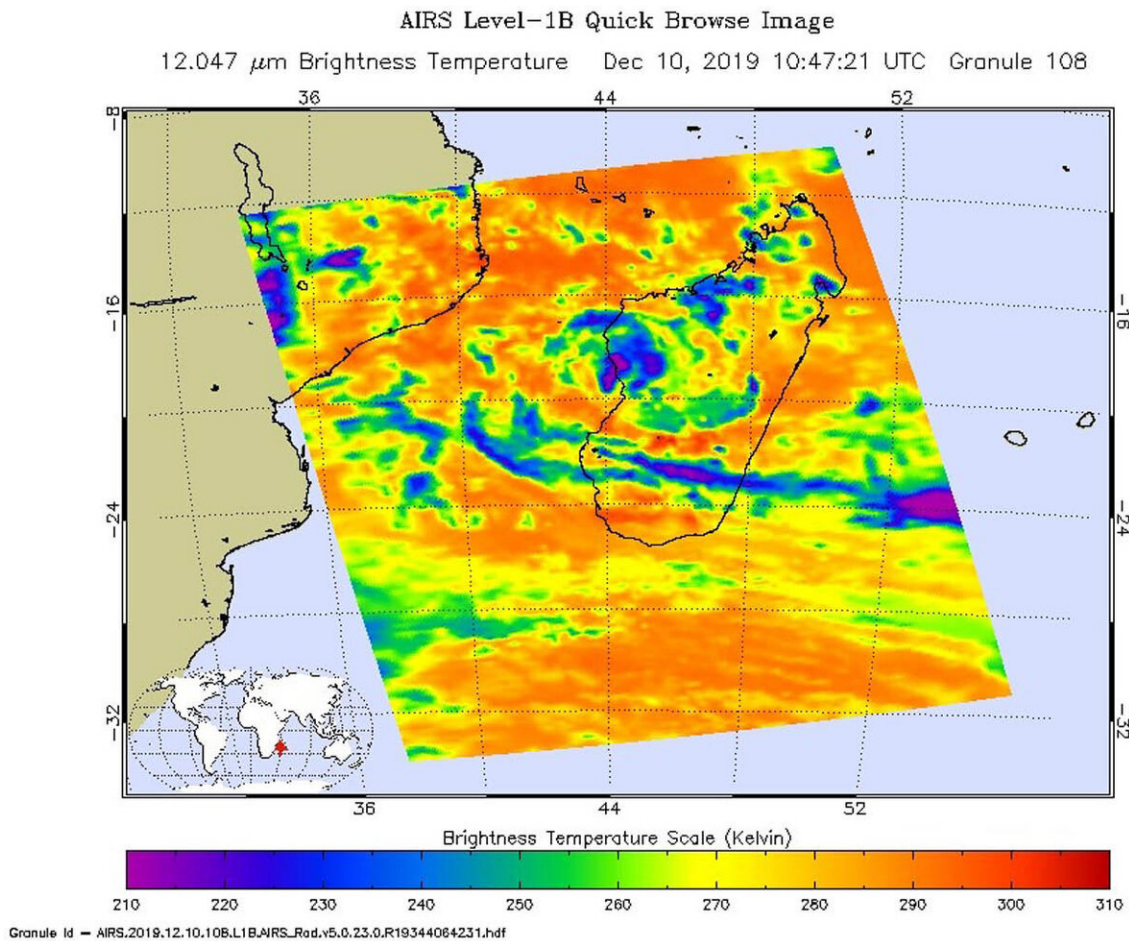 AIRS Level-1B Quick Browse Image
12.047 μm Brightness Temperature Dec 10, 2019 10:47:21 UTC Granule 108
36 44 52
-8
-16 -16
-24 -24
-32 -32
36 44 52
Brightness Temperature Scale (Kelvin)
210 220 230 240 250 260 270 280 290 300 310
Granule Id - AIRS.2019.12.10.108.L1B.AIRS_Rad.v5.0.23.0.R19344064231.hdf